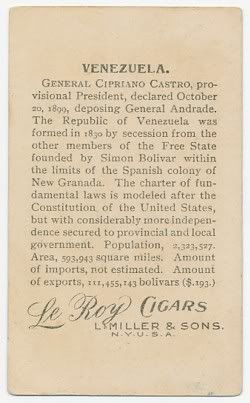 VENEZUELA.
GENERAL CIPRIANO CASTRO, pro-
visional President, declared October
20, 1899, deposing General Andrade.
The Republic of Venezuela was
formed in 1830 by secession from the
other members of the Free State
founded by Simon Bolivar within
the limits of the Spanish colony of
New Granada. The charter of fun-
damental laws is modeled after the
Constitution of the United States,
but with considerably more indepen-
dence secured to provincial and local
government. Population, 2,323,527.
Area, 593,943 square miles. Amount
of imports, not estimated. Amount
of exports, 111,455,143 bolivars ($.193.)
Le Roy CIGARS
L. MILLER & SONS.
N.Y.U.S.A.